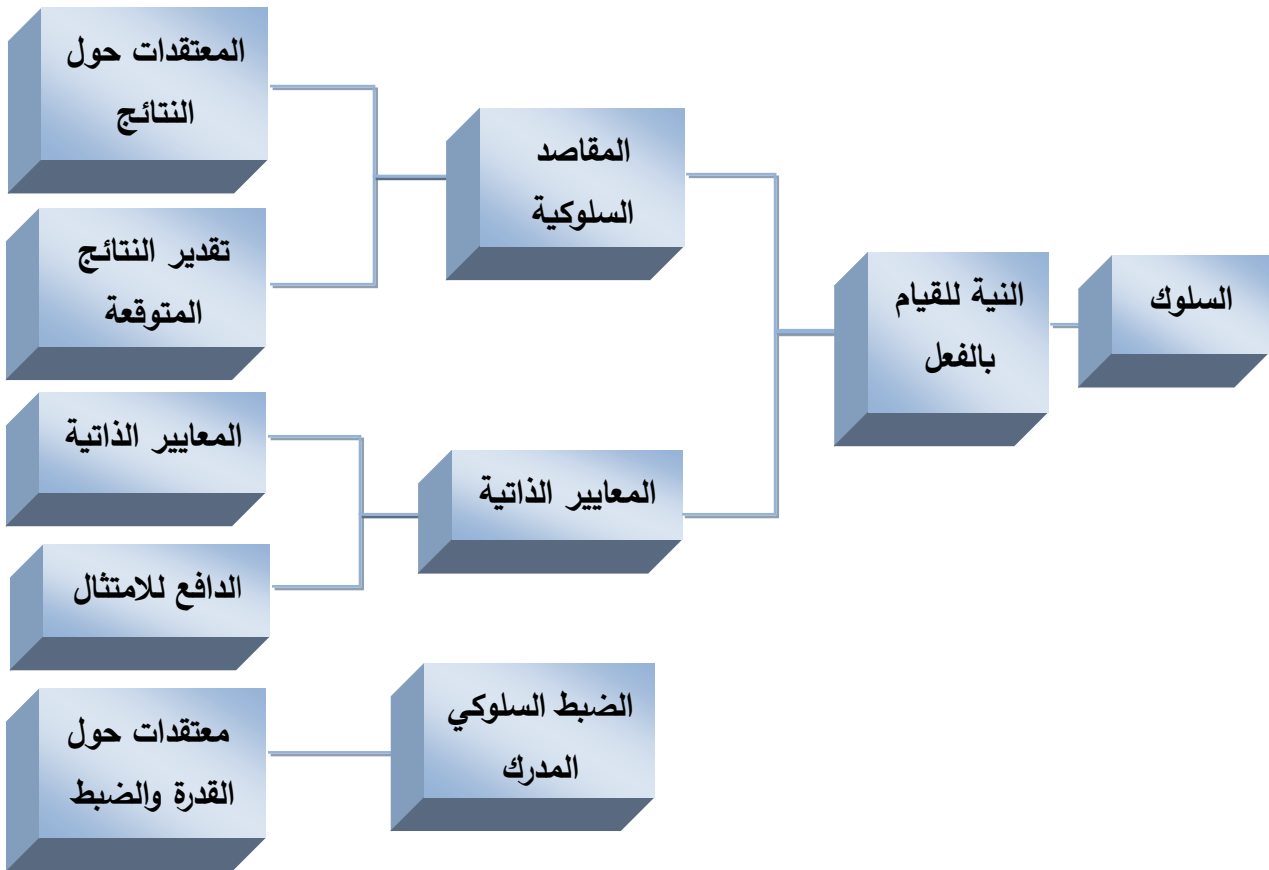 المعتقدات حول
النتائج
تقدير النتائج
المتوقعة
المعايير الذاتية
الدافع للامتثال
معتقدات حول
القدرة والضبط
المقاصد
السلوكية
المعايير الذاتية
الضبط السلوكي
المدرك
النية للقيام
بالفعل
السلوك